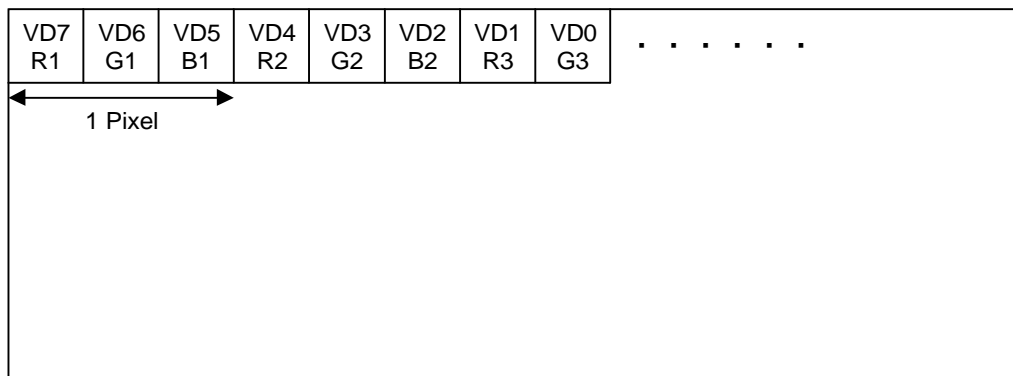 VD7 VD6 VD5 VD4 VD3 VD2 VD1 VD0 . . . . . .
R1 G1 B1 R2 G2 B2 R3 G3
1 Pixel